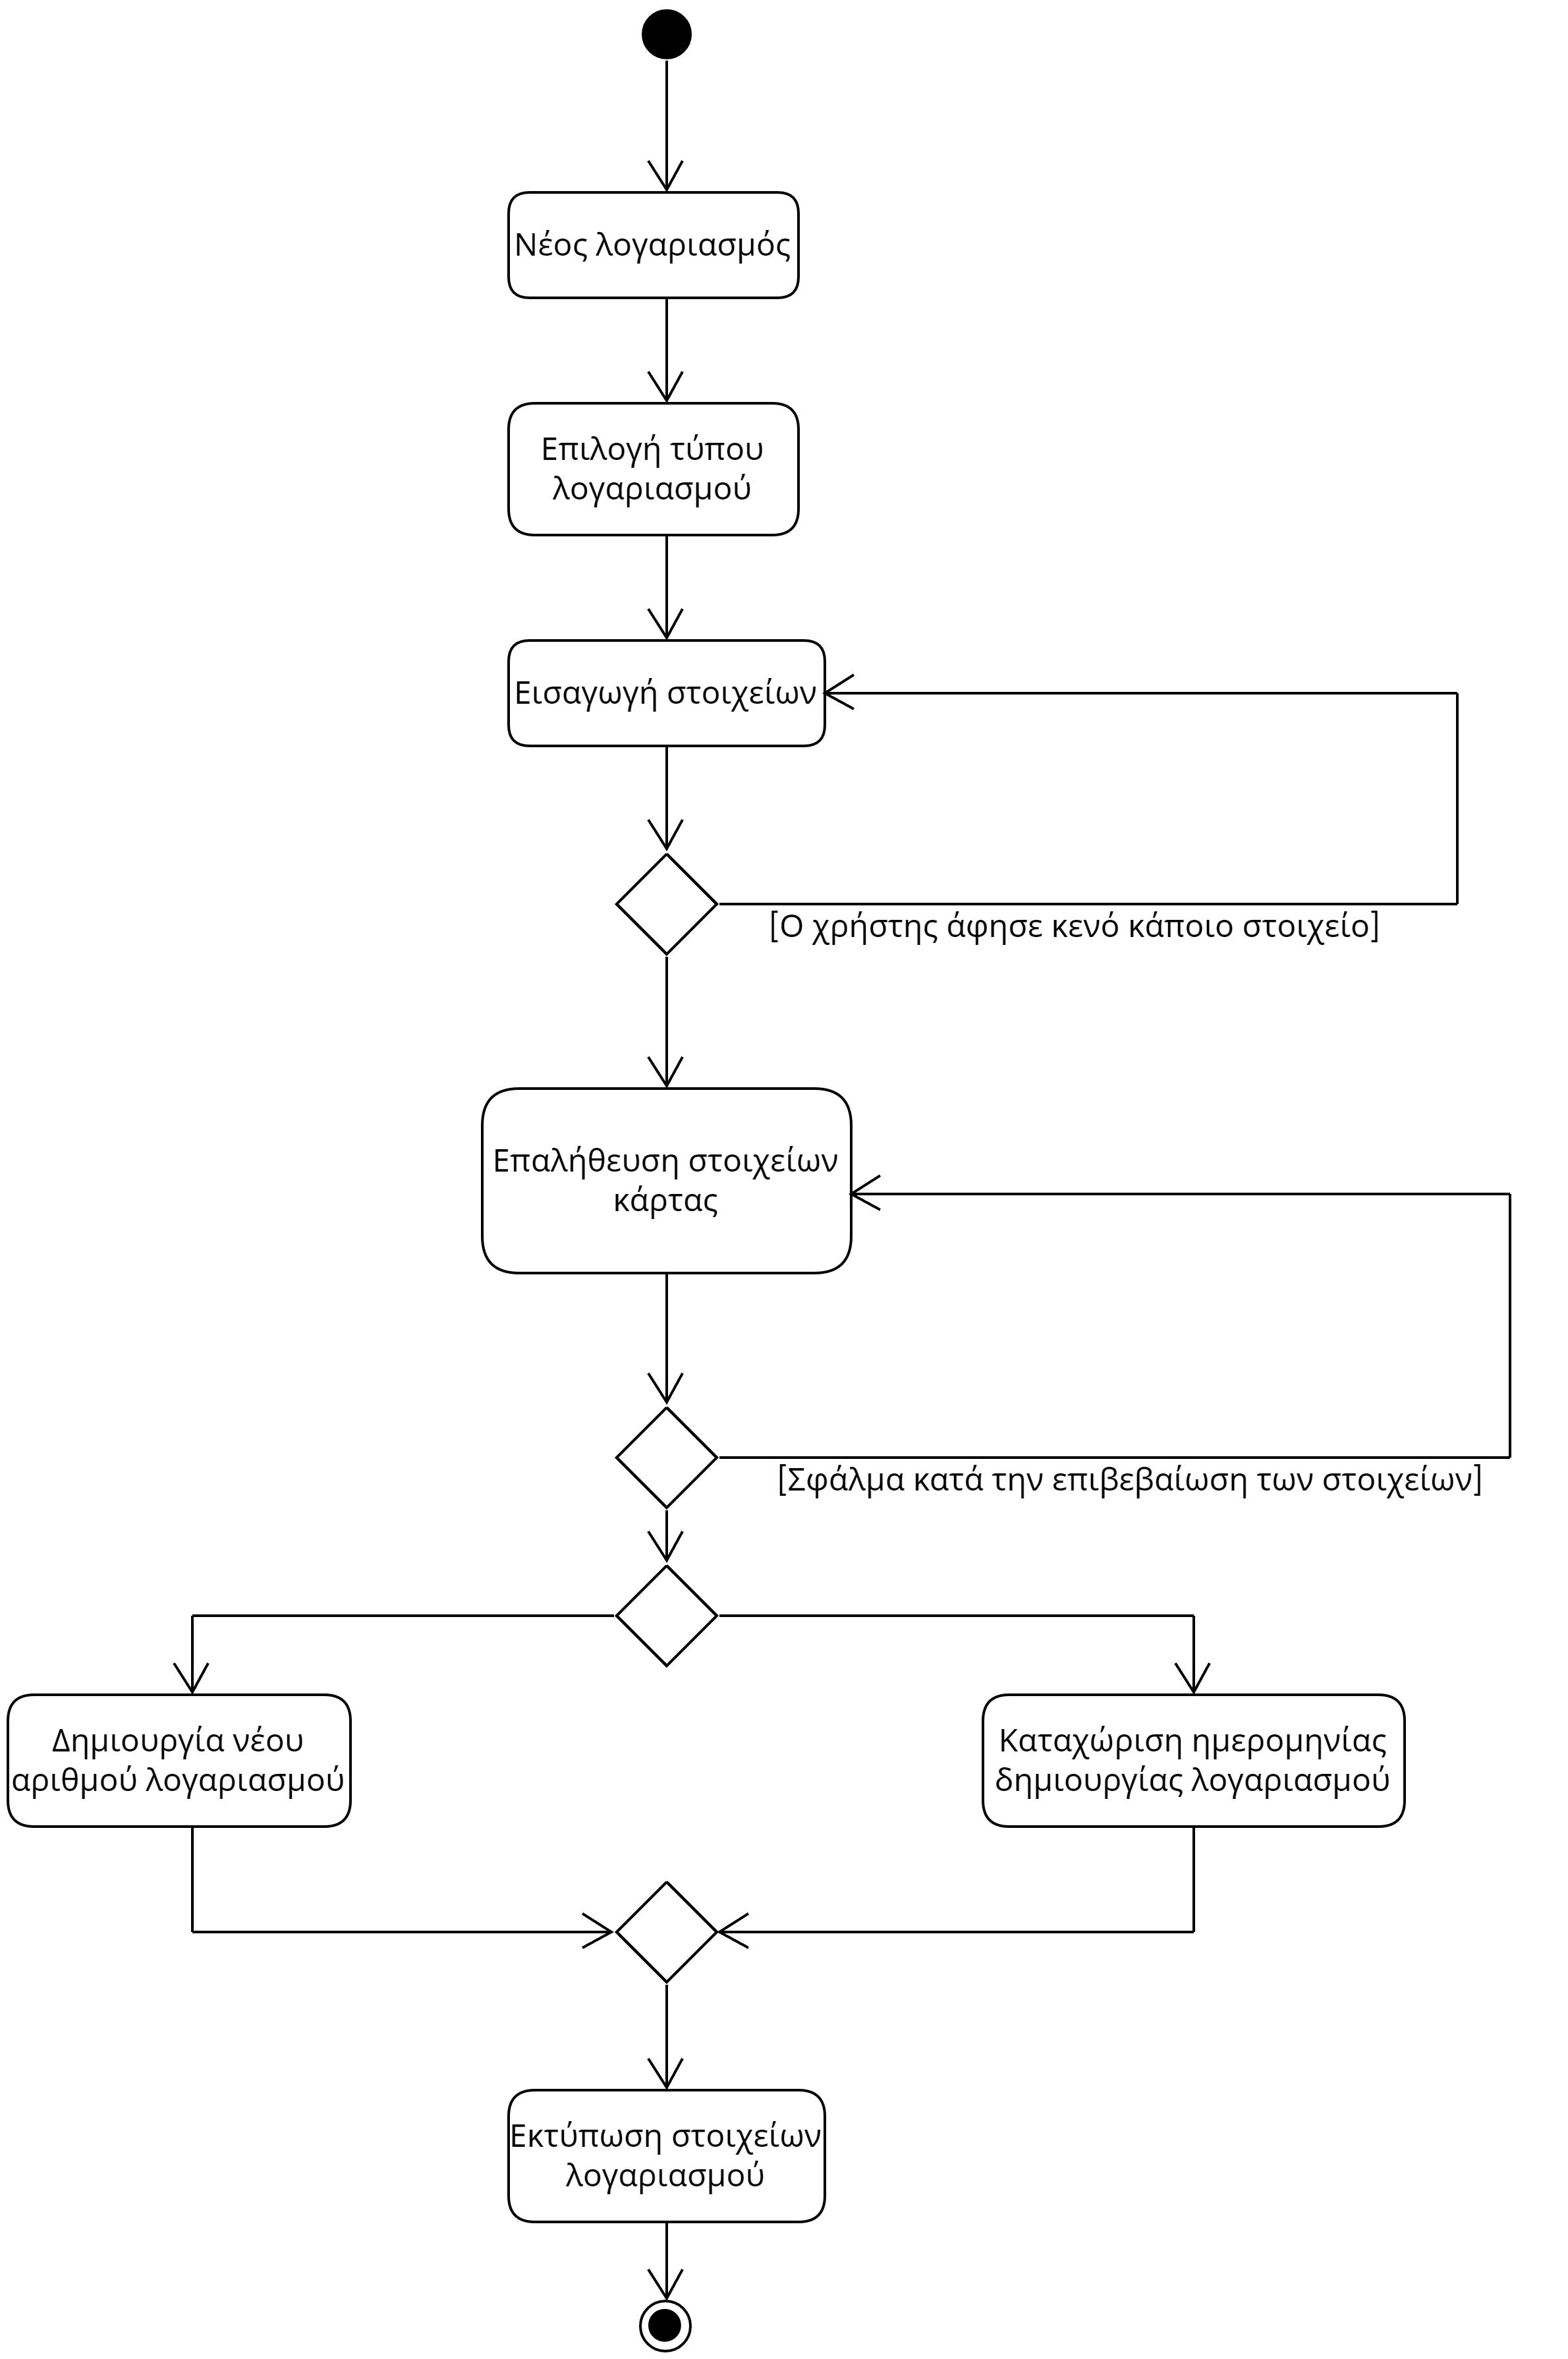 Νέος λογαριασμός
Επιλογή τύπου
λογαριασμού
Εισαγωγή στοιχείων
[Ο χρήστης άφησε κενό κάποιο στοιχείο]
Επαλήθευση στοιχείων
κάρτας
[Σφάλμα κατά την επιβεβαίωση των στοιχείων]
Δημιουργία νέου
αριθμού λογαριασμού
Καταχώριση ημερομηνίας
δημιουργίας λογαριασμού
Εκτύπωση στοιχείων
λογαριασμού